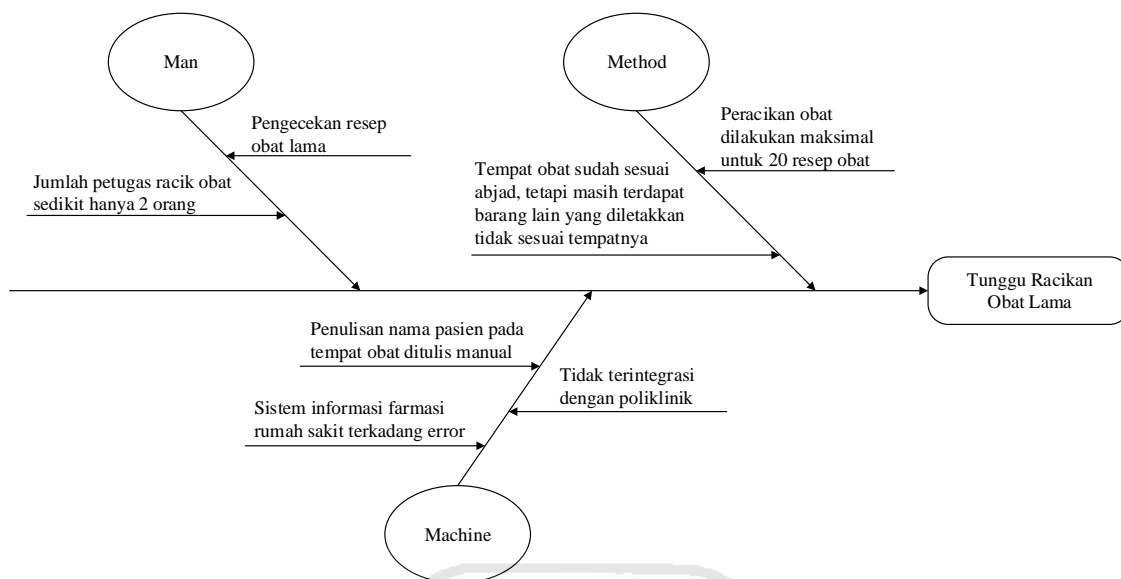 Man
Method
Pengecekan resep
obat lama
Jumlah petugas racik obat
sedikit hanya 2 orang
Peracikan obat
dilakukan maksimal
untuk 20 resep obat
Tempat obat sudah sesuai
abjad, tetapi masih terdapat
barang lain yang diletakkan
tidak sesuai tempatnya
Tunggu Racikan
Obat Lama
Penulisan nama pasien pada
tempat obat ditulis manual
Tidak terintegrasi
dengan poliklinik
Sistem informasi farmasi
rumah sakit terkadang error
Machine